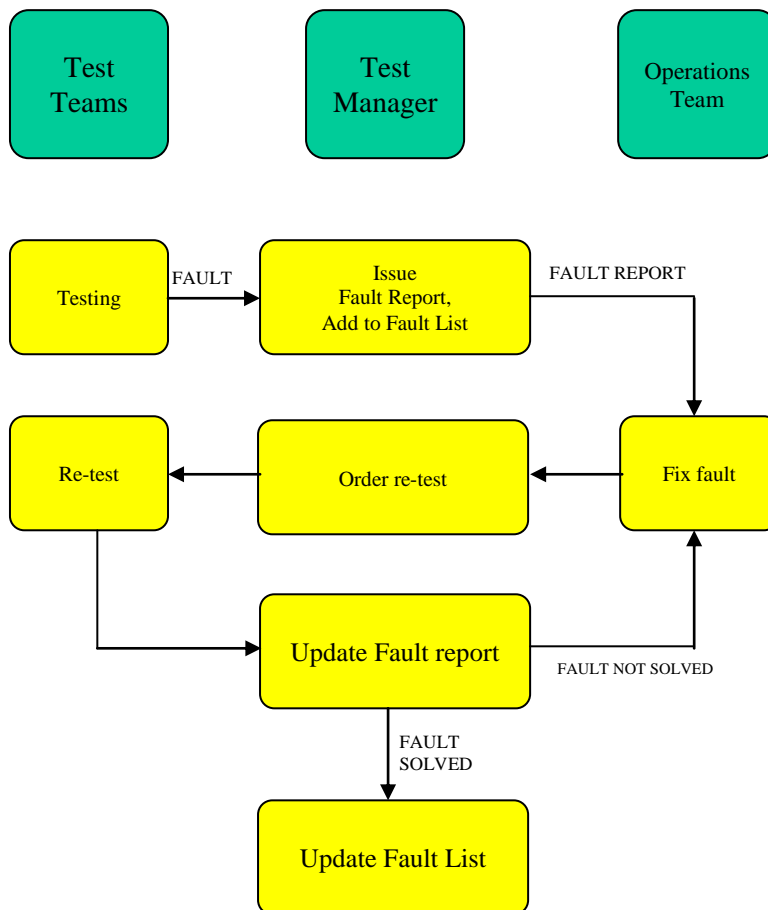 Test
Teams
Test
Manager
Operations
Team
Testing
FAULT
Issue
Fault Report,
Add to Fault List
FAULT REPORT
Re-test
Order re-test
Fix fault
Update Fault report
FAULT NOT SOLVED
FAULT
SOLVED
Update Fault List